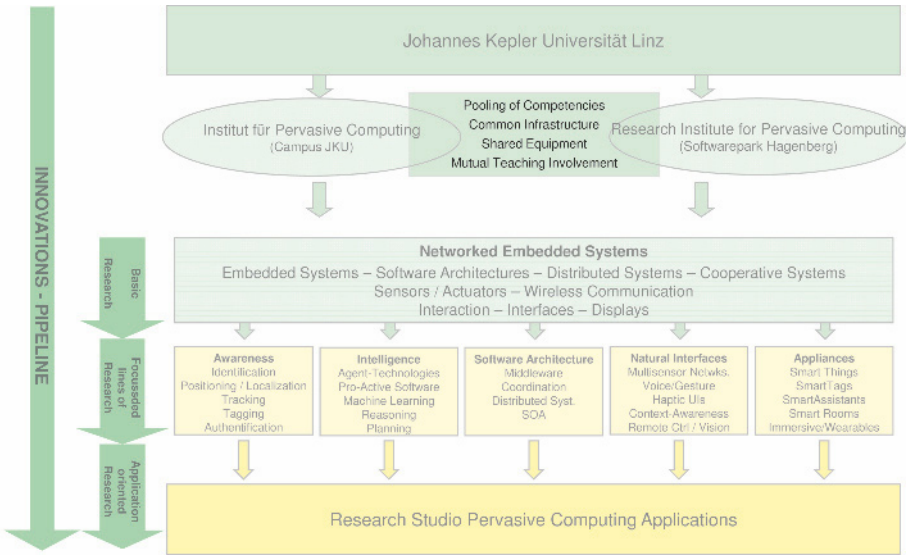 Johannes Kepler Universität Linz
Institut für Pervasive Computing
(Campus JKU)
Pooling of Competencies
Common Infrastructure
Shared Equipment
Mutual Teaching Involvement
Research Institute for Pervasive Computing
(Softwarepark Hagenberg)
INNOVATIONS - PIPELINE
Basic
Research
Networked Embedded Systems
Embedded Systems – Software Architectures – Distributed Systems – Cooperative Systems
Sensors / Actuators – Wireless Communication
Interaction – Interfaces – Displays
Focussded
lines of
Research
Awareness
Identification
Positioning / Localization
Tracking
Tagging
Authentification
Intelligence
Agent-Technologies
Pro-Active Software
Machine Learning
Reasoning
Planning
Software Architecture
Middleware
Coordination
Distributed Syst.
SOA
Natural Interfaces
Multisensor Netwks.
Voice/Gesture
Haptic UIs
Context-Awareness
Remote Ctrl / Vision
Appliances
Smart Things
SmartTags
SmartAssistants
Smart Rooms
Immersive/Wearables
Application
oriented
Research
Research Studio Pervasive Computing Applications